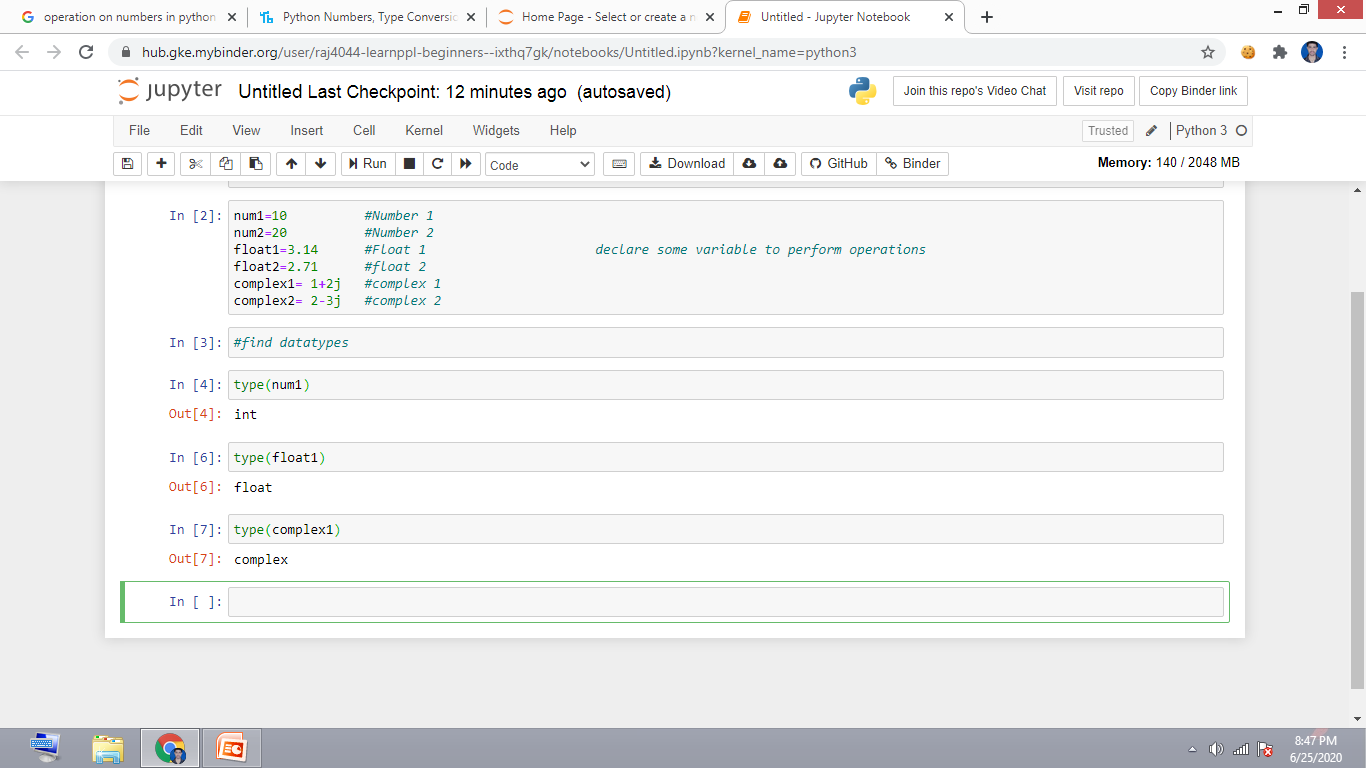 operation on numbers in python
Python Numbers, Type Conversic
Home Page - Select or create a n
Untitled - Jupyter Notebook
hub.gke.mybinder.org/user/raj4044-learnppl-beginners--ixthq7gk/notebooks/Untitled.ipynb?kernel_name=python3
jupyter Untitled Last Checkpoint: 12 minutes ago (autosaved)
Join this repo's Video Chat Visit repo Copy Binder link
File Edit View Insert Cell Kernel Widgets Help
Trusted Python 3
Run Code Download GitHub Binder Memory: 140 / 2048 MB
In [2]: num1=10 #Number 1
num2=20 #Number 2
float1=3.14 #Float 1 declare some variable to perform operations
float2=2.71 #float 2
complex1= 1+2j #complex 1
complex2= 2-3j #complex 2
In [3]: #find datatypes
In [4]: type(num1)
Out[4]: int
In [6]: type(float1)
Out[6]: float
In [7]: type(complex1)
Out[7]: complex
In [ ]:
8:47 PM
6/25/2020